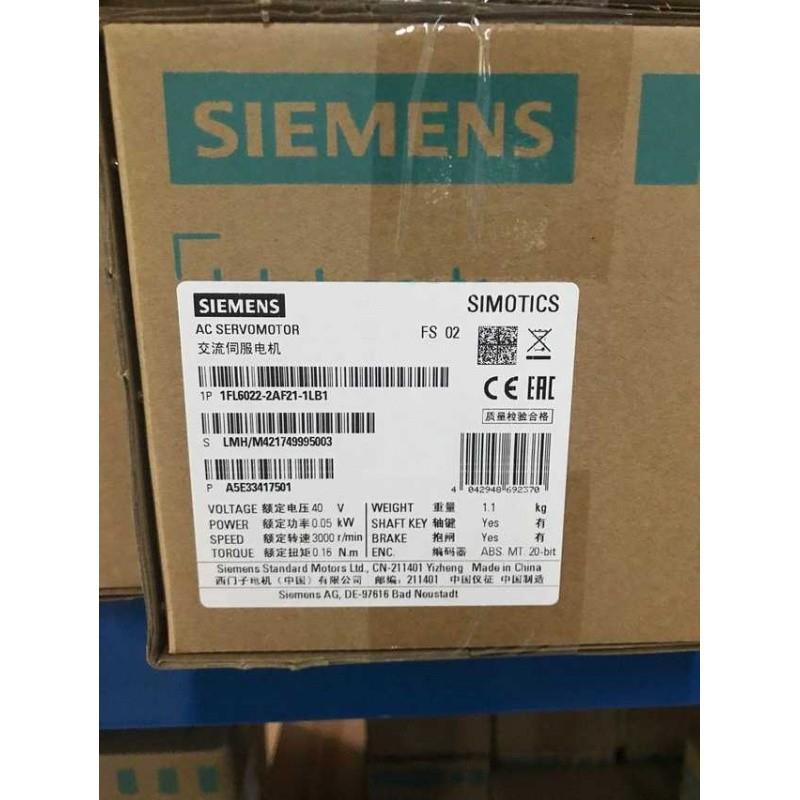 SIEMENS
SIEMENS SIMOTICS
AC SERVOMOTOR FS 02
交流伺服电机
1P 1FL6022-2AF21-1LB1
CE EAC
质量检验合格
S LMH/M421749995003
P A5E33417501
4 042948 692370
VOLTAGE 额定电压 40 V WEIGHT 重量 1.1 kg
POWER 额定功率 0.05 kW SHAFT KEY 轴键 Yes 有
SPEED 额定转速 3000 r/min BRAKE 抱闸 Yes 有
TORQUE 额定扭矩 0.16 N.m ENC. 编码器 ABS. MT. 20-bit
Siemens Standard Motors Ltd., CN-211401 Yizheng Made in China
西门子电机（中国）有限公司 邮编：211401 中国仪征 中国制造
Siemens AG, DE-97616 Bad Neustadt